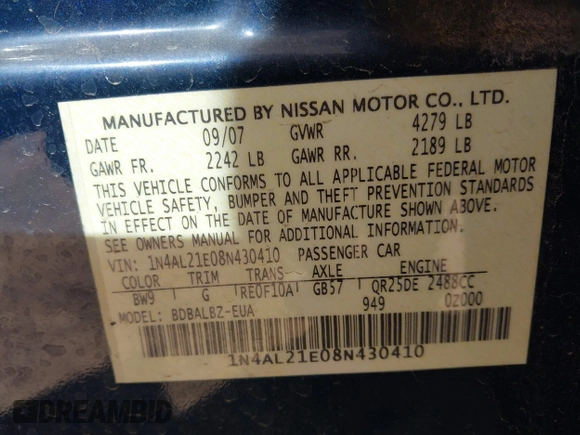 MANUFACTURED BY NISSAN MOTOR CO., LTD.
DATE 09/07 GVWR 4279 LB
GAWR FR. 2242 LB GAWR RR. 2189 LB
THIS VEHICLE CONFORMS TO ALL APPLICABLE FEDERAL MOTOR
VEHICLE SAFETY, BUMPER AND THEFT PREVENTION STANDARDS
IN EFFECT ON THE DATE OF MANUFACTURE SHOWN ABOVE.
SEE OWNERS MANUAL FOR ADDITIONAL INFORMATION.
VIN: 1N4AL21E08N430410 PASSENGER CAR
COLOR TRIM TRANS AXLE ENGINE
BW9 G RE0F10A GB57 QR25DE 2488CC
MODEL: BDBALBZ-EUA 949 0Z000
1N4AL21E08N430410
DREAMBID